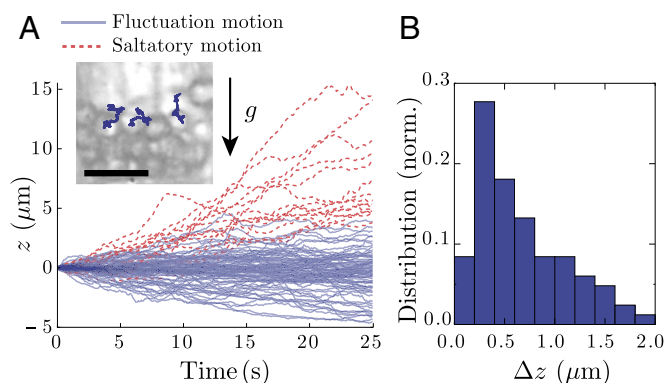 A
Fluctuation motion
Saltatory motion
g
15
10
5
0
−5
z (μm)
0
5
10
15
20
25
Time (s)
B
0.3
0.2
0.1
0.0
Distribution (norm.)
0.0
0.5
1.0
1.5
2.0
Δz (μm)